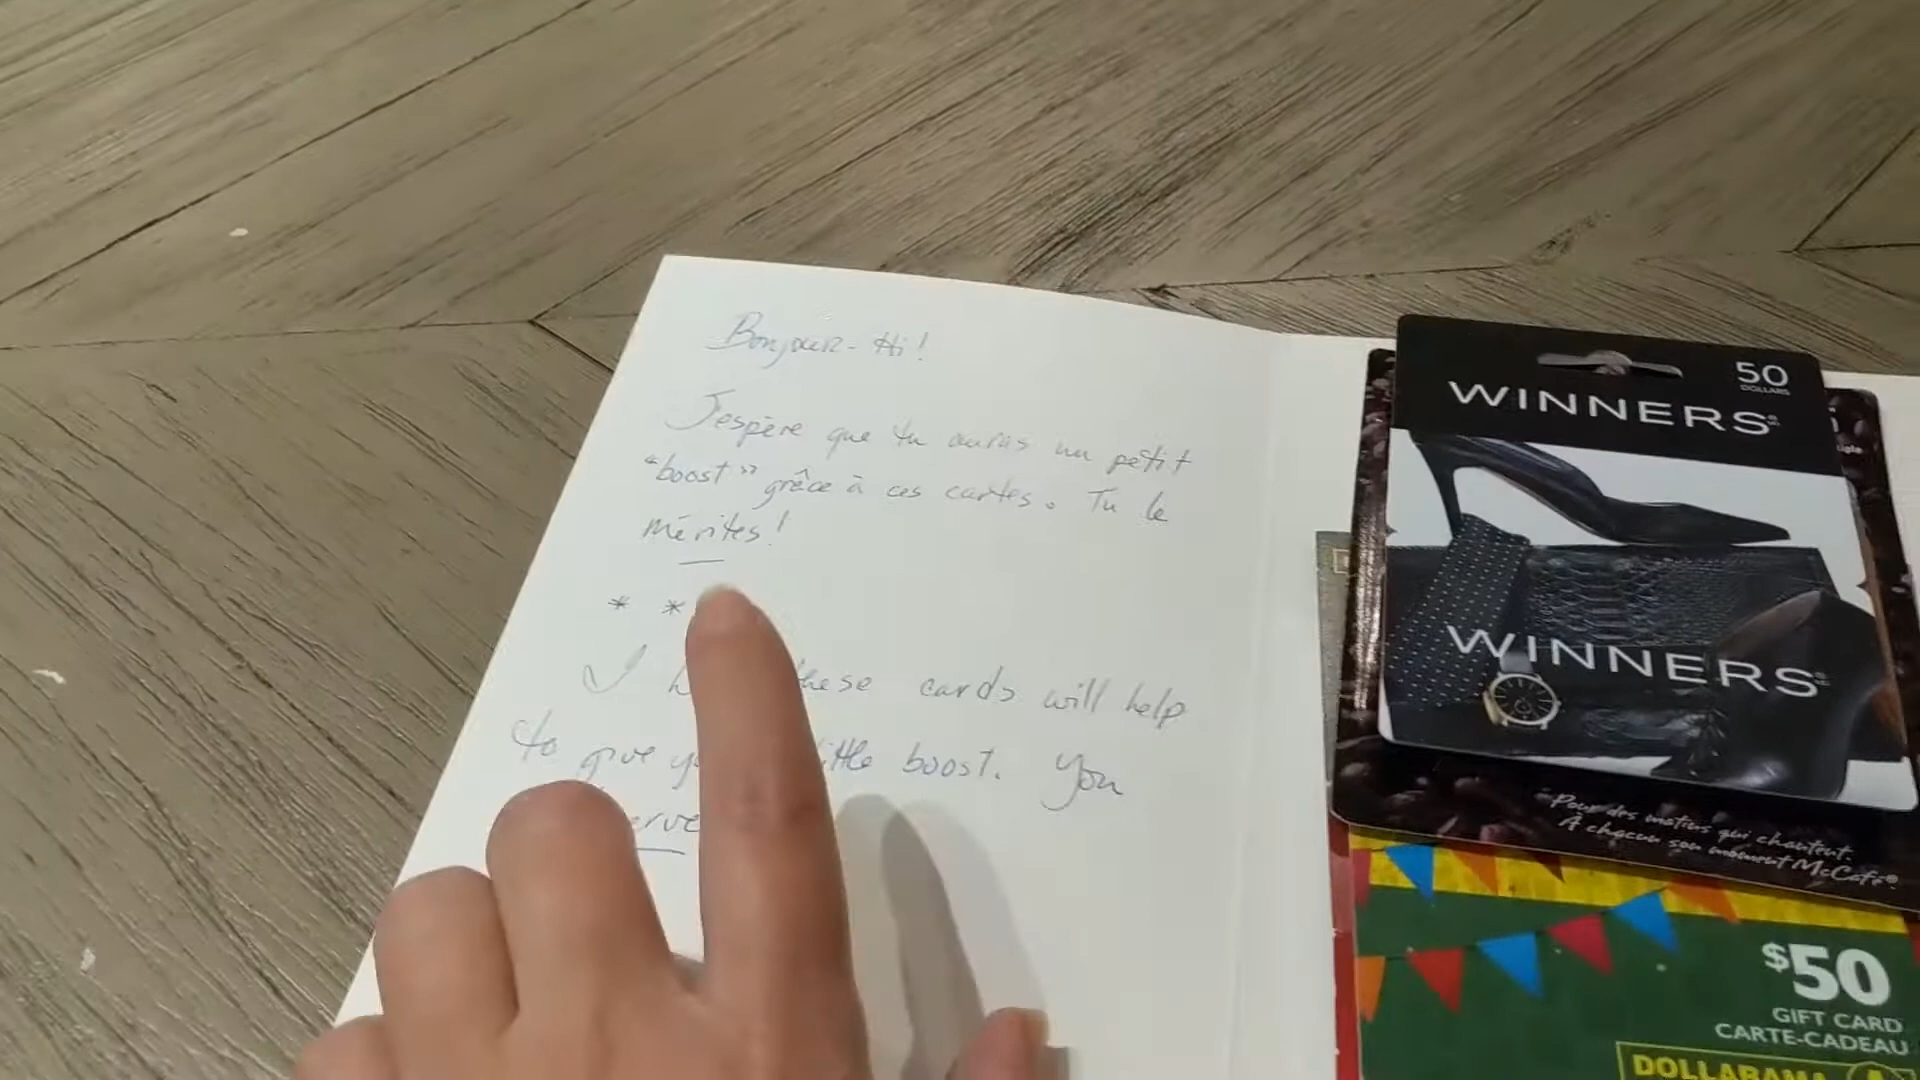 Bonjour-Hi!
J'espère que tu auras un petit
"boost" grâce à ces cartes. Tu le
mérites!
* *
these cards will help
to give little boost. You
50
DOLLARS
WINNERS
WINNERS
Pour des matins qui chantent.
À chacun son moment McCafé
$50
GIFT CARD
CARTE-CADEAU
DOLLARAMA